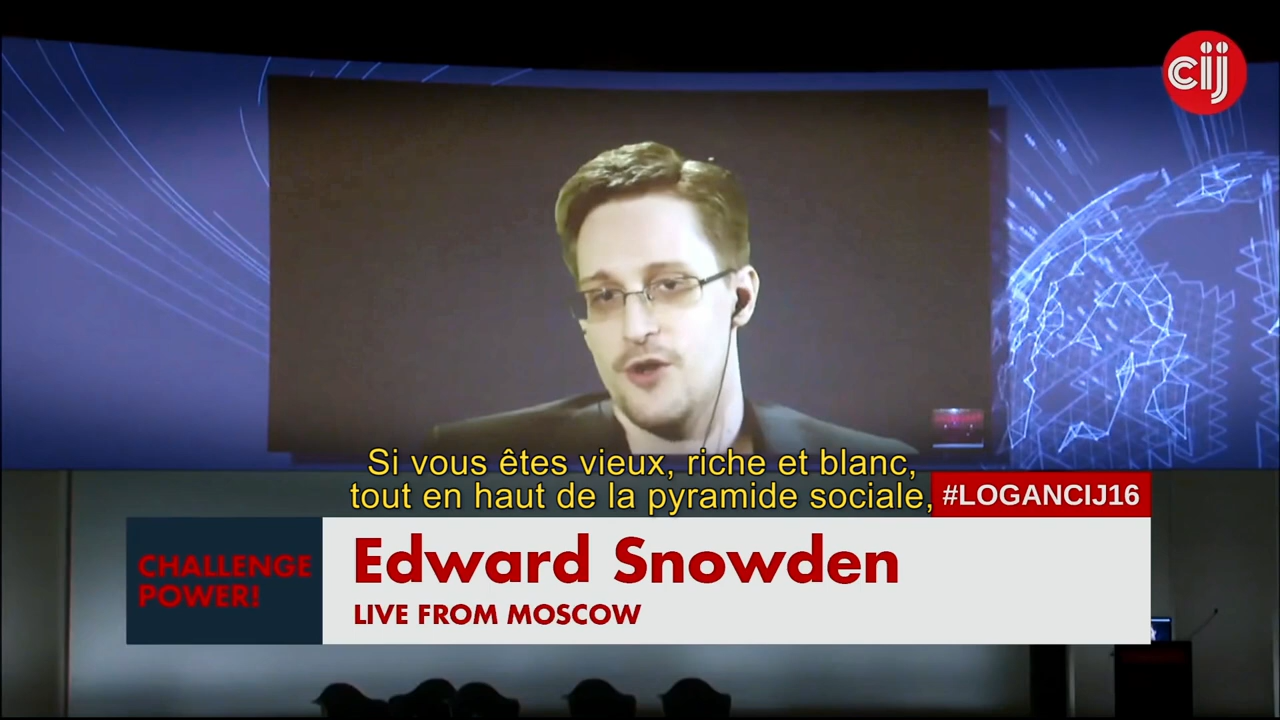 cij
Si vous êtes vieux, riche et blanc,
tout en haut de la pyramide sociale,
#LOGANCIJ16
CHALLENGE
POWER!
Edward Snowden
LIVE FROM MOSCOW